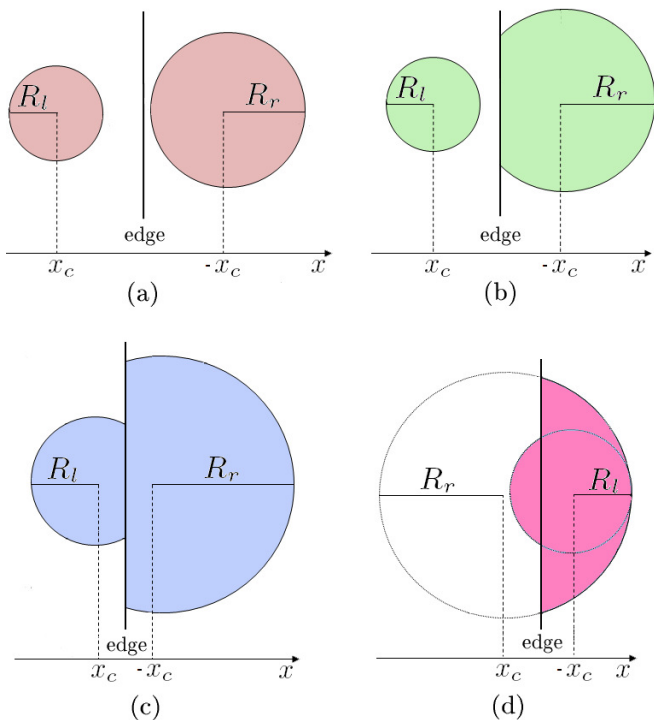 R_l
R_r
edge
x_c
-x_c
x
(a)
R_l
R_r
edge
x_c
-x_c
x
(b)
R_l
R_r
edge
x_c
-x_c
x
(c)
R_r
R_l
edge
x_c
-x_c
x
(d)